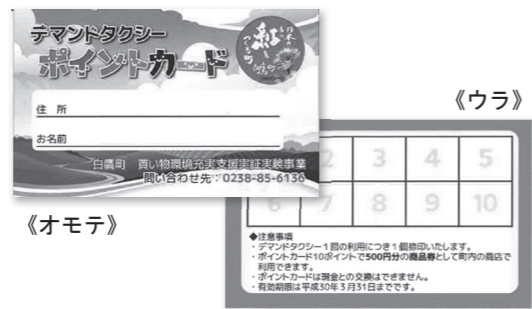 デマンドタクシー
ポイントカード
紅
住 所
お名前
白鷹町 買い物環境充実支援実証実験事業
問い合わせ先：0238-85-6136
《オモテ》
《ウラ》
2 3 4 5
6 7 8 9 10
◆注意事項
・デマンドタクシー1回の利用につき1個捺印いたします。
・ポイントカード10ポイントで500円分の商品券として町内の商店で
利用できます。
・ポイントカードは現金との交換はできません。
・有効期限は平成30年3月31日までです。